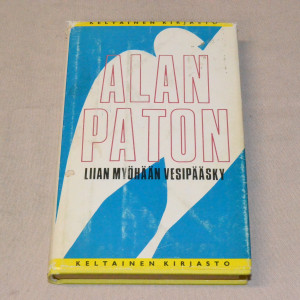 KELTAINEN KIRJASTO
ALAN
PATON
LIIAN MYÖHÄÄN VESIPÄÄSKY
KELTAINEN KIRJASTO